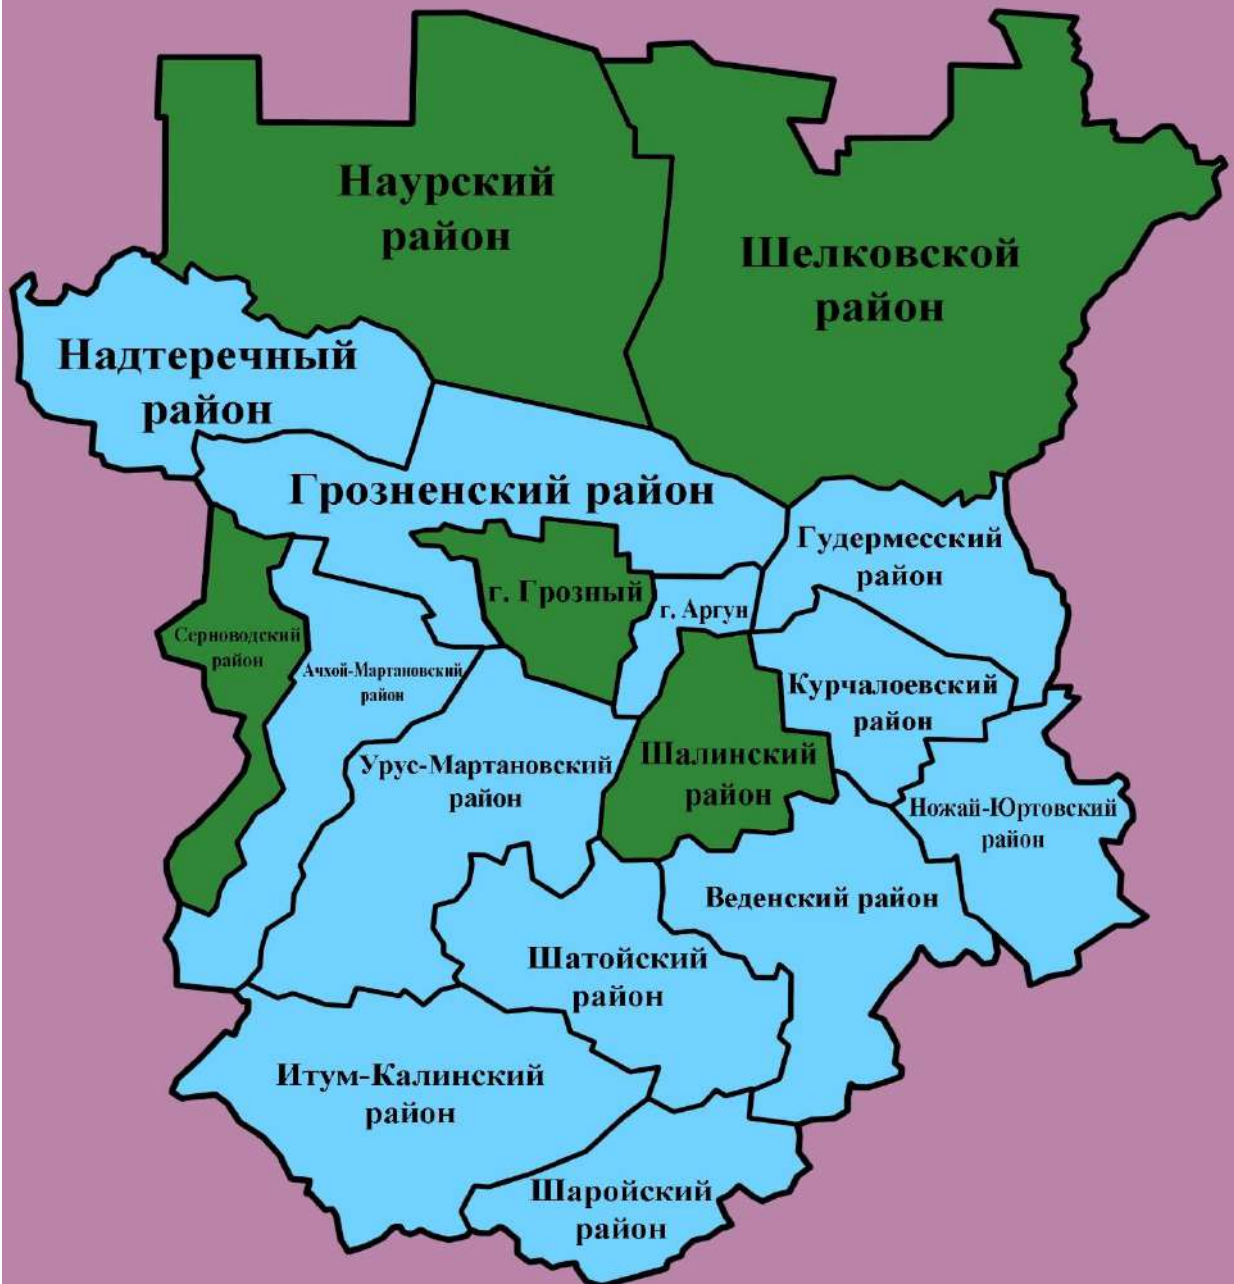 Наурский
район
Шелковской
район
Надтеречный
район
Грозненский район
Гудермесский
район
г. Грозный
г. Аргун
Серноводский
район
Ачхой-Мартановский
район
Курчалоевский
район
Урус-Мартановский
район
Шалинский
район
Ножай-Юртовский
район
Веденский район
Шатойский
район
Итум-Калинский
район
Шаройский
район